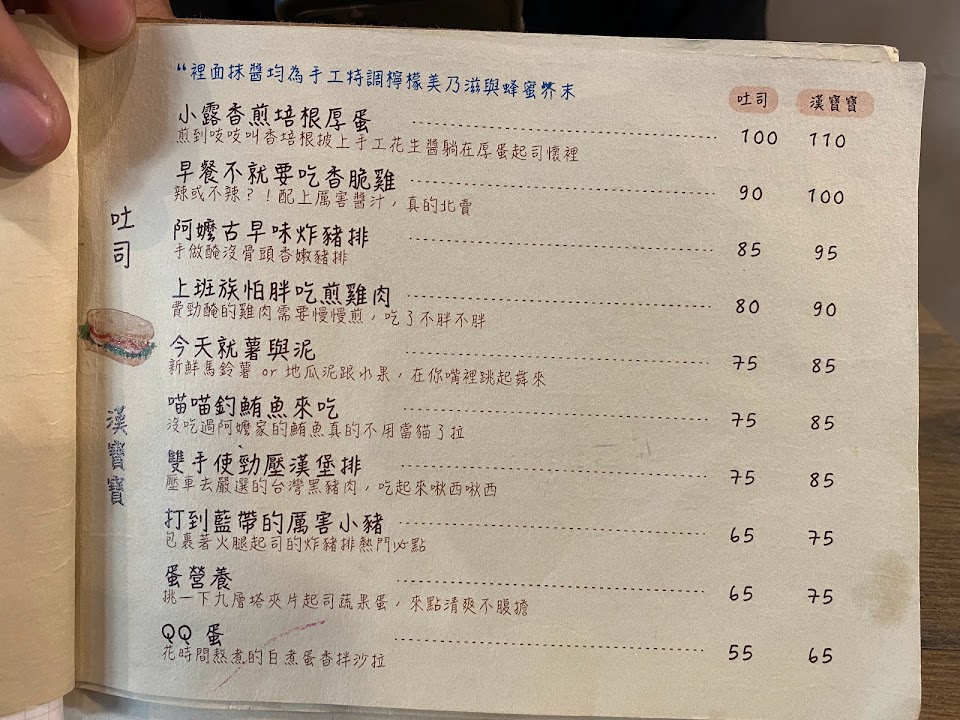 “裡面抹醬均為手工特調檸檬美乃滋與蜂蜜芥末
吐司 漢寶寶
小露香煎培根厚蛋 100 110
煎到吱吱叫香培根披上手工花生醬躺在厚蛋起司懷裡
早餐不就要吃香脆雞 90 100
辣或不辣？！配上厲害醬汁，真的北賣
阿嬤古早味炸豬排 85 95
手做醃沒骨頭香嫩豬排
上班族怕胖吃煎雞肉 80 90
費勁醃的雞肉需要慢慢煎，吃了不胖不胖
今天就薯與泥 75 85
新鮮馬鈴薯 or 地瓜泥跟水果，在你嘴裡跳起舞來
喵喵釣鮪魚來吃 75 85
沒吃過阿嬤家的鮪魚真的不用當貓了拉
雙手使勁壓漢堡排 75 85
壓車去嚴選的台灣黑豬肉，吃起來啾西啾西
打到藍帶的厲害小豬 65 75
包裹著火腿起司的炸豬排熱門必點
蛋營養 65 75
挑一下九層塔夾片起司蔬果蛋，來點清爽不腹擔
QQ 蛋 55 65
花時間熬煮的白煮蛋香拌沙拉
吐司
漢寶寶